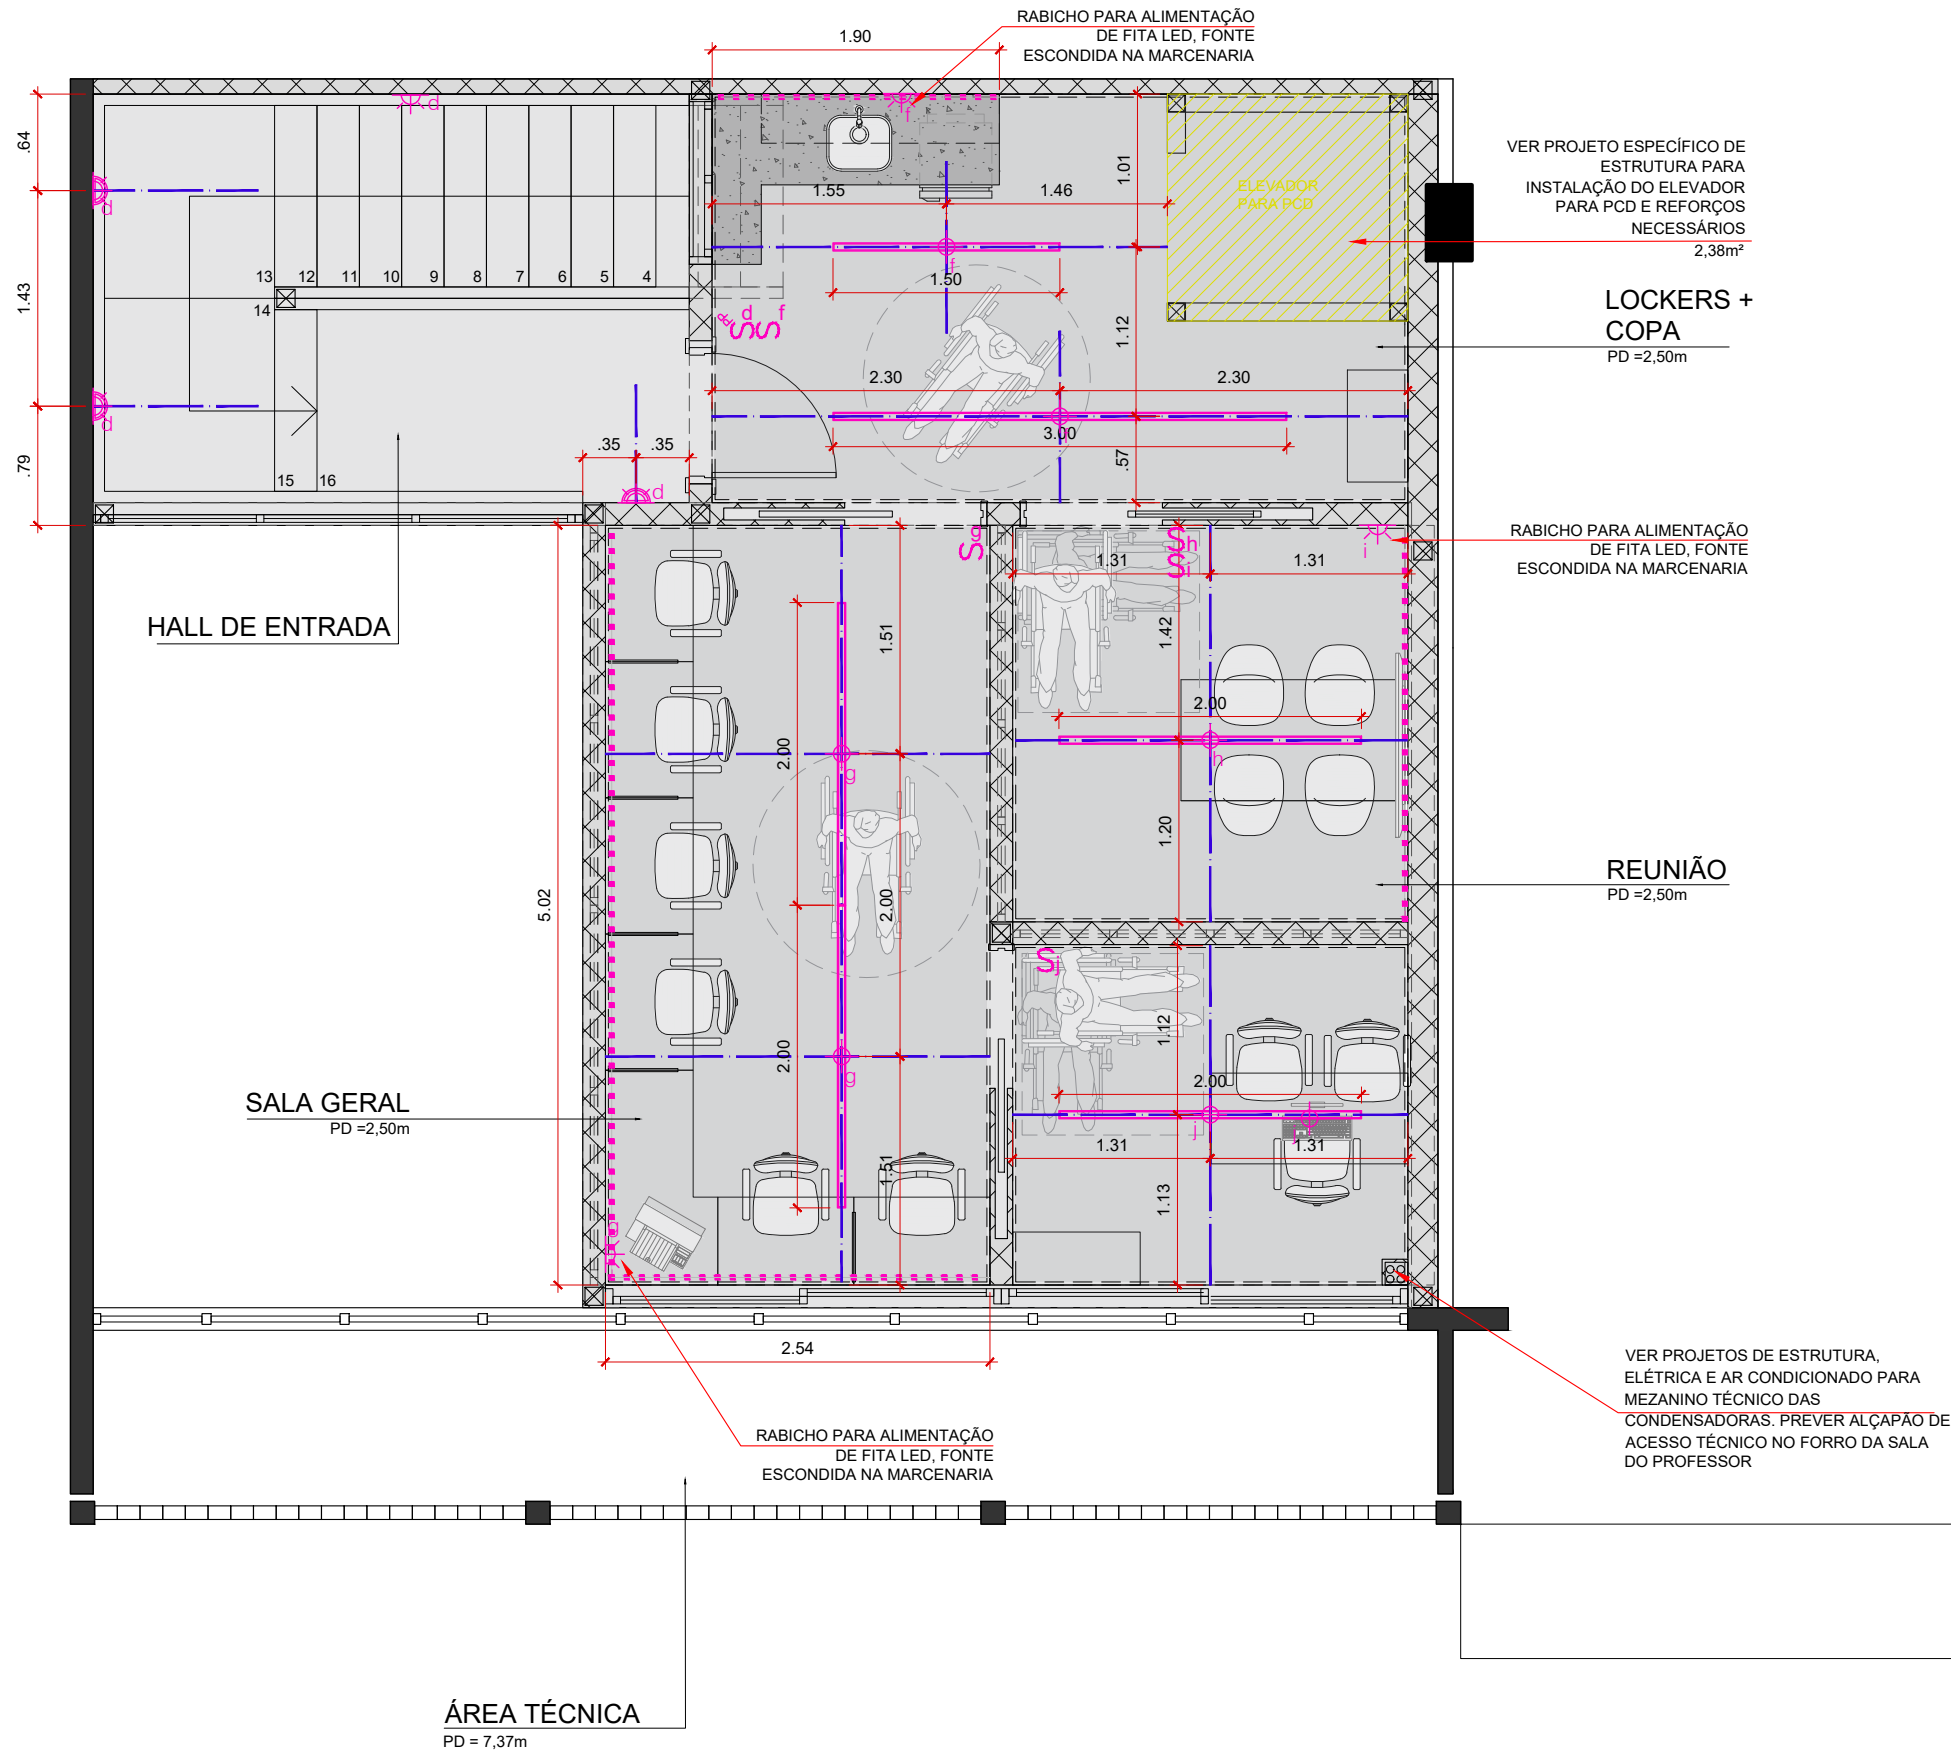 RABICHO PARA ALIMENTAÇÃO
DE FITA LED, FONTE
ESCONDIDA NA MARCENARIA
1.90
d
f
.64
d
1.55
1.46
1.01
ELEVADOR
PARA PCD
VER PROJETO ESPECÍFICO DE
ESTRUTURA PARA
INSTALAÇÃO DO ELEVADOR
PARA PCD E REFORÇOS
NECESSÁRIOS
2,38m²
13
12
11
10
9
8
7
6
5
4
14
1.43
f
1.50
S
d
S
f
1.12
LOCKERS +
COPA
PD =2,50m
2.30
2.30
d
3.00
.57
.79
.35
.35
15
16
d
g
S
S
h
S
i
1.31
1.31
i
RABICHO PARA ALIMENTAÇÃO
DE FITA LED, FONTE
ESCONDIDA NA MARCENARIA
HALL DE ENTRADA
1.51
1.42
2.00
2.00
h
g
1.20
REUNIÃO
PD =2,50m
5.02
2.00
S
j
1.12
2.00
2.00
g
SALA GERAL
PD =2,50m
j
j
1.31
1.31
1.51
1.13
2.54
RABICHO PARA ALIMENTAÇÃO
DE FITA LED, FONTE
ESCONDIDA NA MARCENARIA
VER PROJETOS DE ESTRUTURA,
ELÉTRICA E AR CONDICIONADO PARA
MEZANINO TÉCNICO DAS
CONDENSADORAS. PREVER ALÇAPÃO DE
ACESSO TÉCNICO NO FORRO DA SALA
DO PROFESSOR
ÁREA TÉCNICA
PD = 7,37m